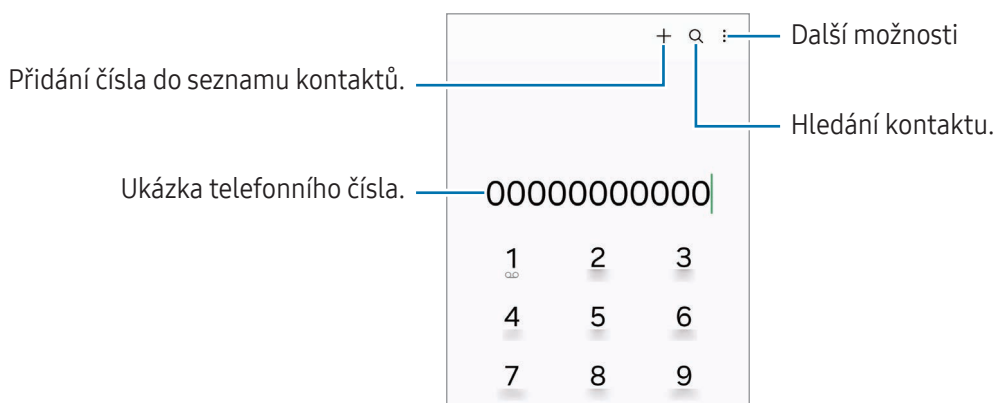 Další možnosti
Přidání čísla do seznamu kontaktů.
Hledání kontaktu.
Ukázka telefonního čísla.
00000000000
1 2 3
4 5 6
7 8 9